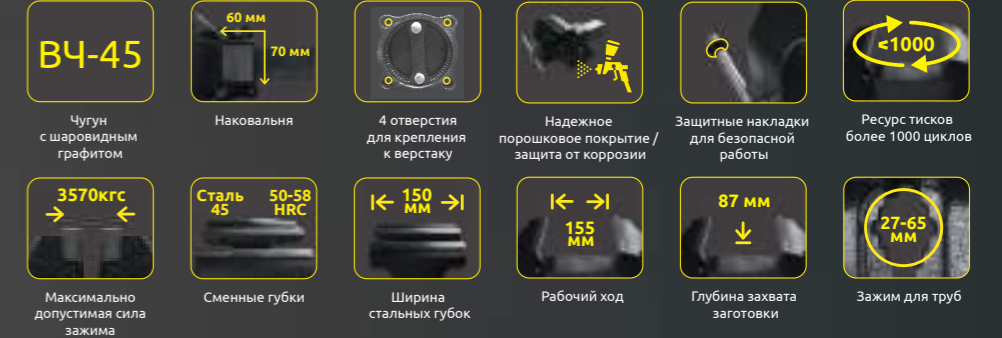 ВЧ-45
60 мм
70 мм
<1000
Чугун
с шаровидным
графитом
Наковальня
4 отверстия
для крепления
к верстаку
Надежное
порошковое покрытие /
защита от коррозии
Защитные накладки
для безопасной
работы
Ресурс тисков
более 1000 циклов
3570кгс
Сталь
45
50-58
HRC
150
мм
155
мм
87 мм
27-65
мм
Максимально
допустимая сила
зажима
Сменные губки
Ширина
стальных губок
Рабочий ход
Глубина захвата
заготовки
Зажим для труб